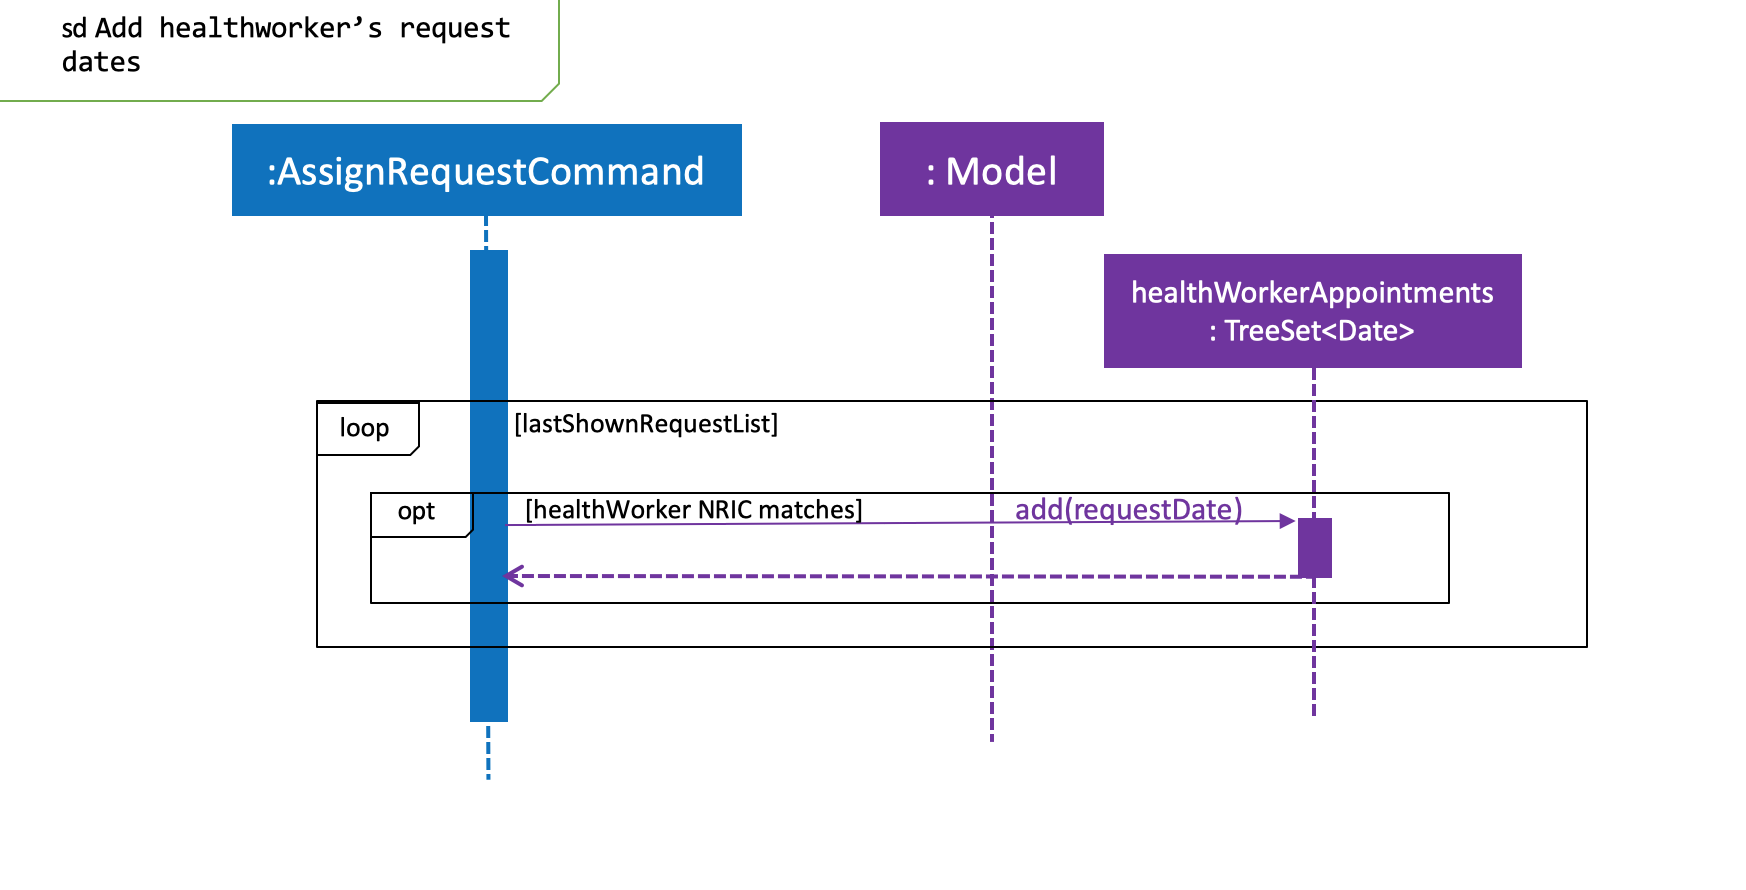 sd Add healthworker’s request
dates
:AssignRequestCommand
: Model
healthWorkerAppointments
: TreeSet<Date>
loop
[lastShownRequestList]
opt
[healthWorker NRIC matches]
add(requestDate)